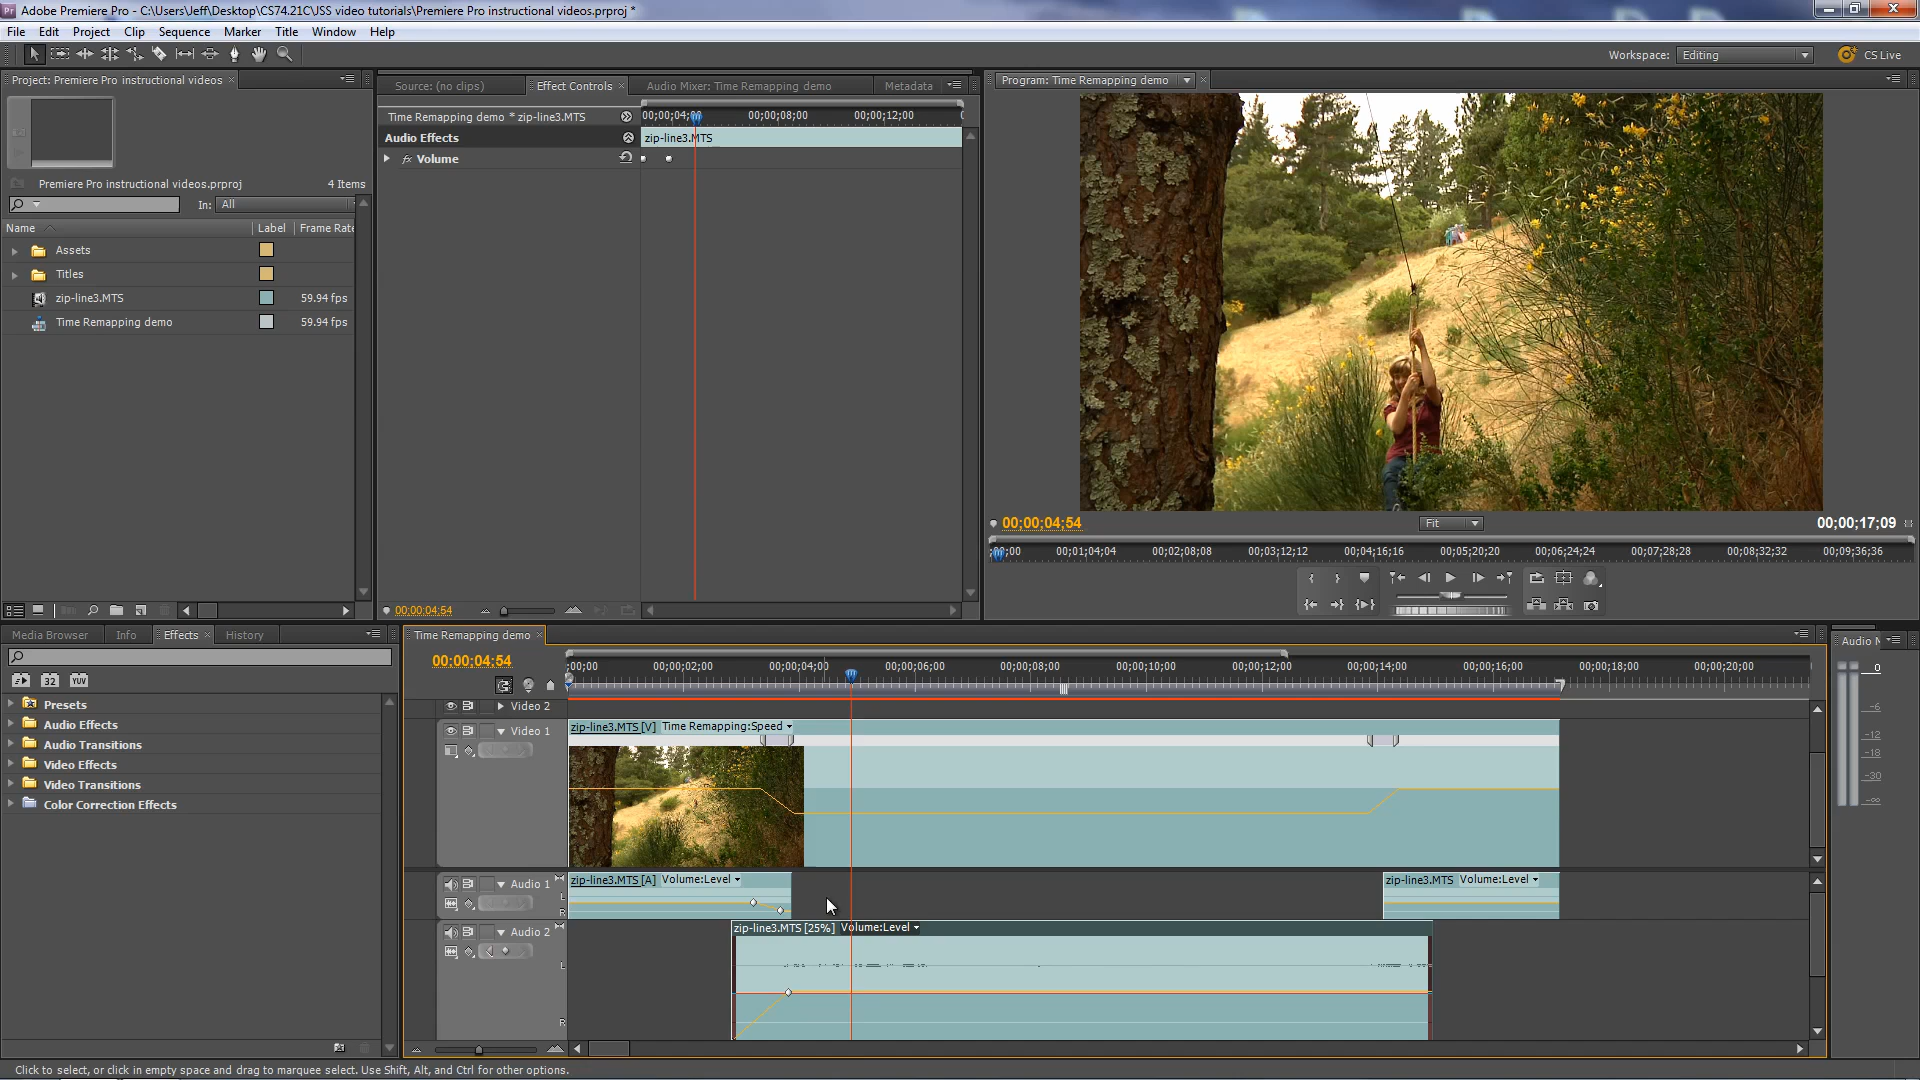 Adobe Premiere Pro - C:\Users\Jeff\Desktop\CS74.21C\JSS video tutorials\Premiere Pro instructional videos.prproj *
File Edit Project Clip Sequence Marker Title Window Help
Workspace: Editing CS Live
Project: Premiere Pro instructional videos
Premiere Pro instructional videos.prproj 4 Items
In: All
Name Label Frame Rate
Assets
Titles
zip-line3.MTS 59.94 fps
Time Remapping demo 59.94 fps
Source: (no clips) Effect Controls Audio Mixer: Time Remapping demo Metadata
Time Remapping demo * zip-line3.MTS 00;00;04;00 00;00;08;00 00;00;12;00
Audio Effects zip-line3.MTS
fx Volume
00:00:04:54
Program: Time Remapping demo
00:00:04:54 Fit 00;00;17;09
;00;00 00;01;04;04 00;02;08;08 00;03;12;12 00;04;16;16 00;05;20;20 00;06;24;24 00;07;28;28 00;08;32;32 00;09;36;36
Media Browser Info Effects History
32 YUV
Presets
Audio Effects
Audio Transitions
Video Effects
Video Transitions
Color Correction Effects
Time Remapping demo
00:00:04:54 ;00;00 00;00;02;00 00;00;04;00 00;00;06;00 00;00;08;00 00;00;10;00 00;00;12;00 00;00;14;00 00;00;16;00 00;00;18;00 00;00;20;00
Video 2
Video 1 zip-line3.MTS [V] Time Remapping:Speed
Audio 1 L R zip-line3.MTS [A] Volume:Level zip-line3.MTS Volume:Level
Audio 2 L R zip-line3.MTS [25%] Volume:Level
Audio M
0
-6
-12
-18
-30
-∞
Click to select, or click in empty space and drag to marquee select. Use Shift, Alt, and Ctrl for other options.